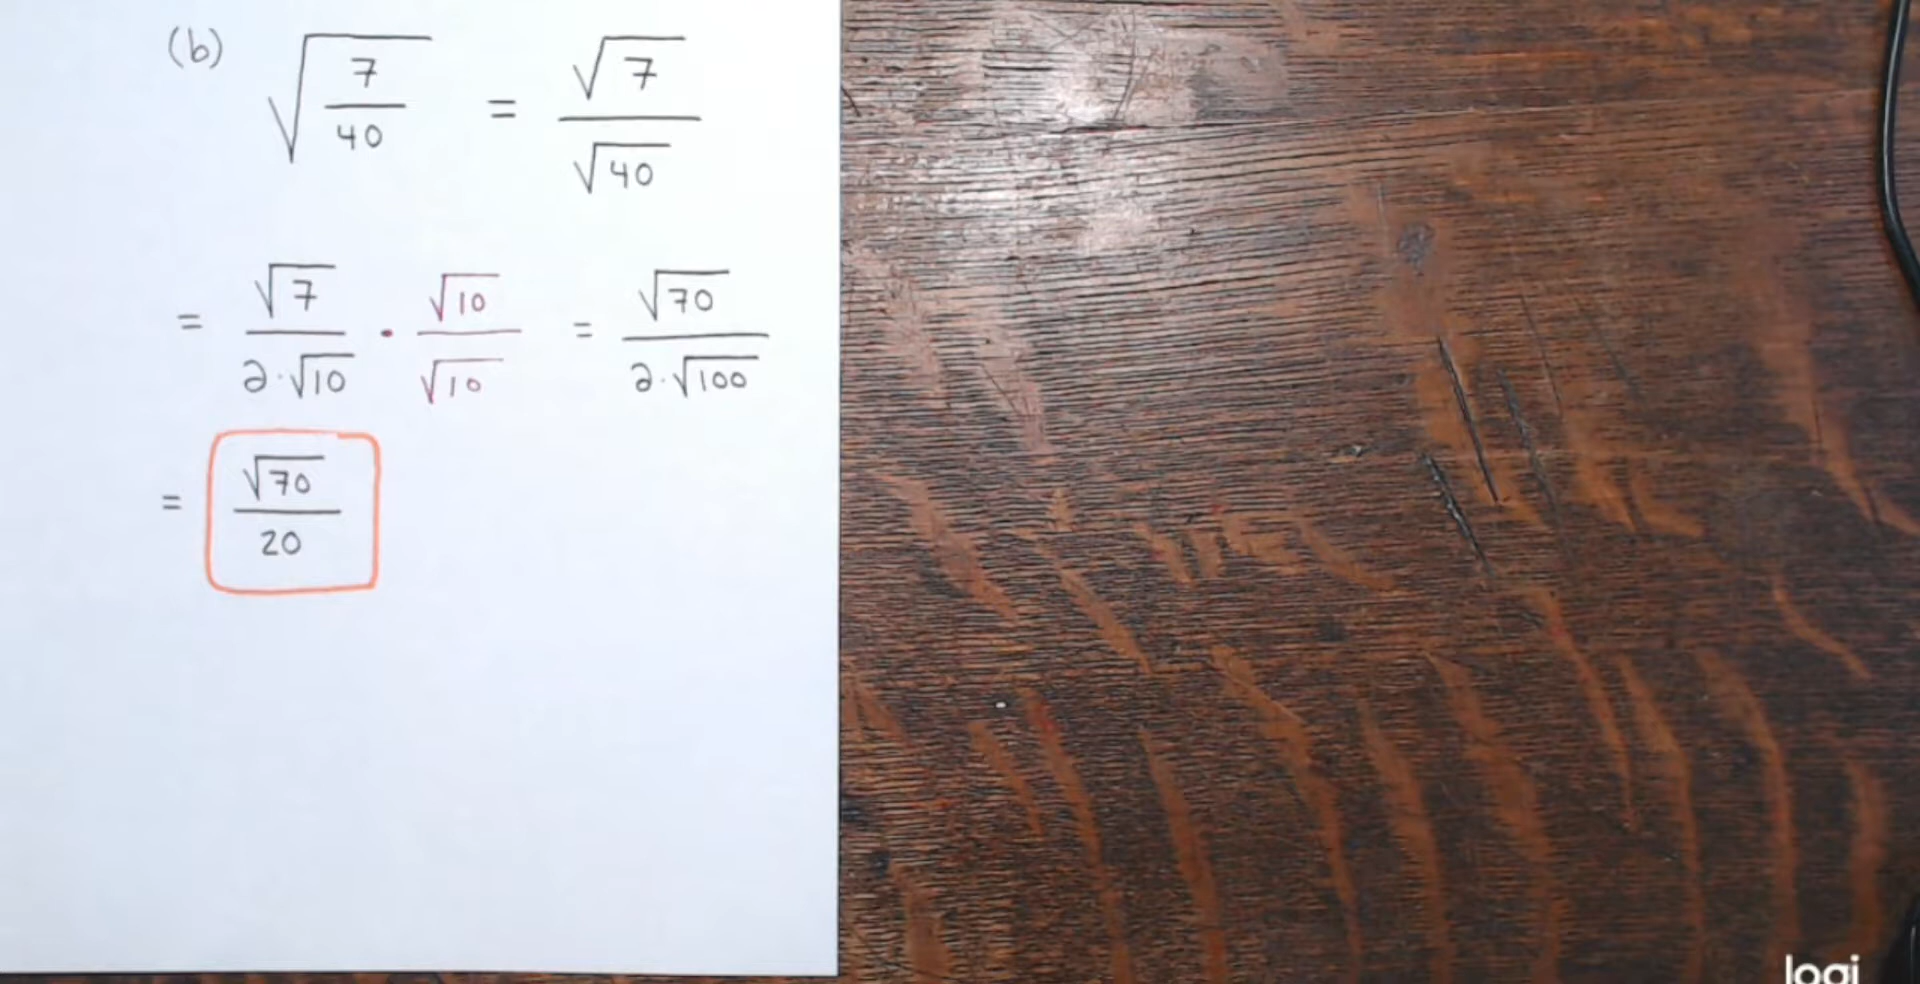 (b) √(7/40) = √7/√40
= √7/(2·√10) · √10/√10 = √70/(2·√100)
= √70/20
logi